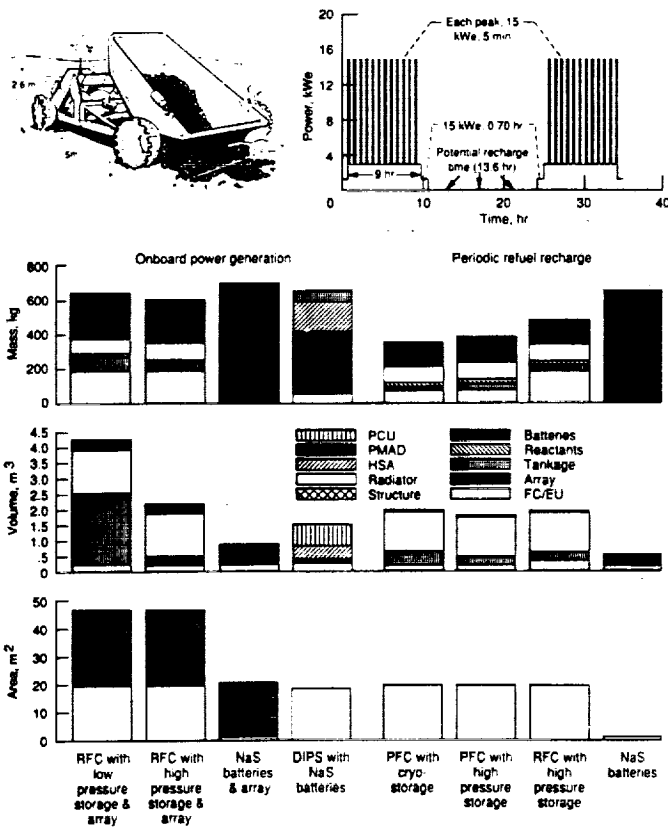 2.6 m
5m
20
16
12
8
4
0
Power, kWe
Each peak, 15
kWe, 5 min
15 kWe, 0.70 hr
Potential recharge
time (13.6 hr)
9 hr
10
20
30
40
Time, hr
Onboard power generation
Periodic refuel recharge
800
600
400
200
0
Mass, kg
4.5
4.0
3.5
3.0
2.5
2.0
1.5
1.0
.5
0
Volume, m3
PCU
PMAD
HSA
Radiator
Structure
Batteries
Reactants
Tankage
Array
FC/EU
50
40
30
20
10
0
Area, m2
RFC with
low
pressure
storage &
array
RFC with
high
pressure
storage &
array
NaS
batteries
& array
DIPS with
NaS
batteries
PFC with
cryo-
storage
PFC with
high
pressure
storage
RFC with
high
pressure
storage
NaS
batteries